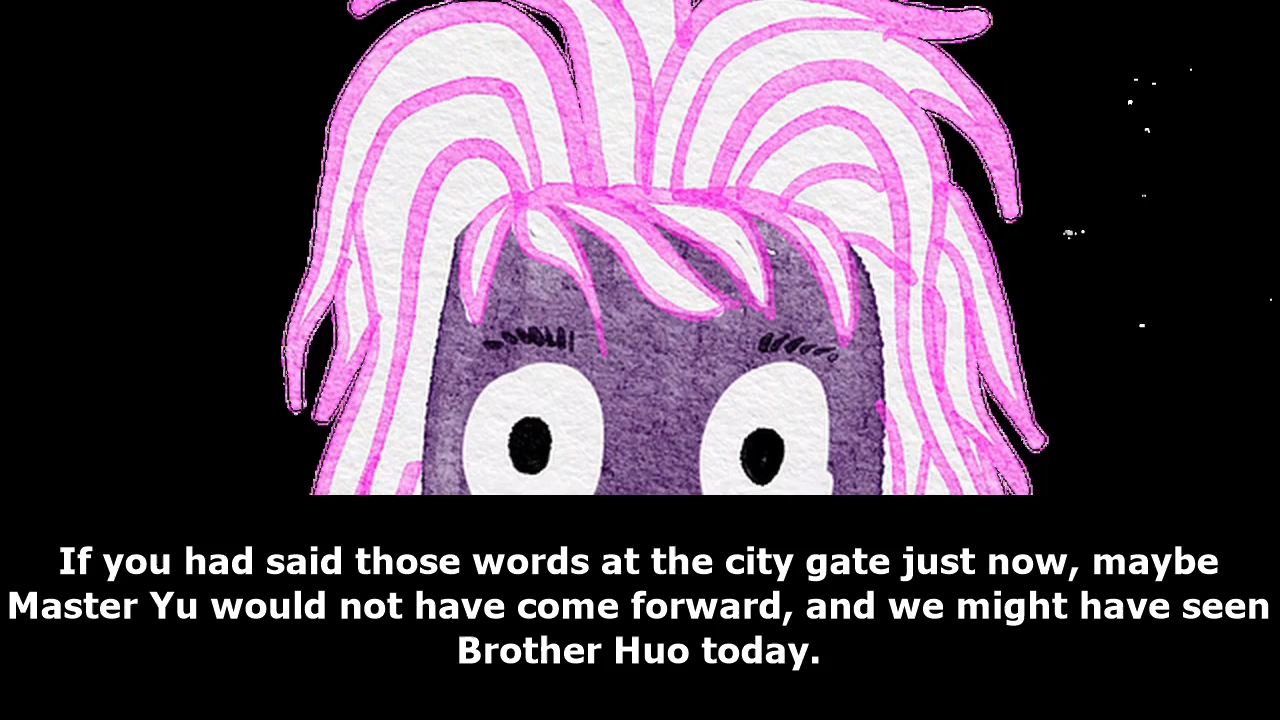 If you had said those words at the city gate just now, maybe
Master Yu would not have come forward, and we might have seen
Brother Huo today.